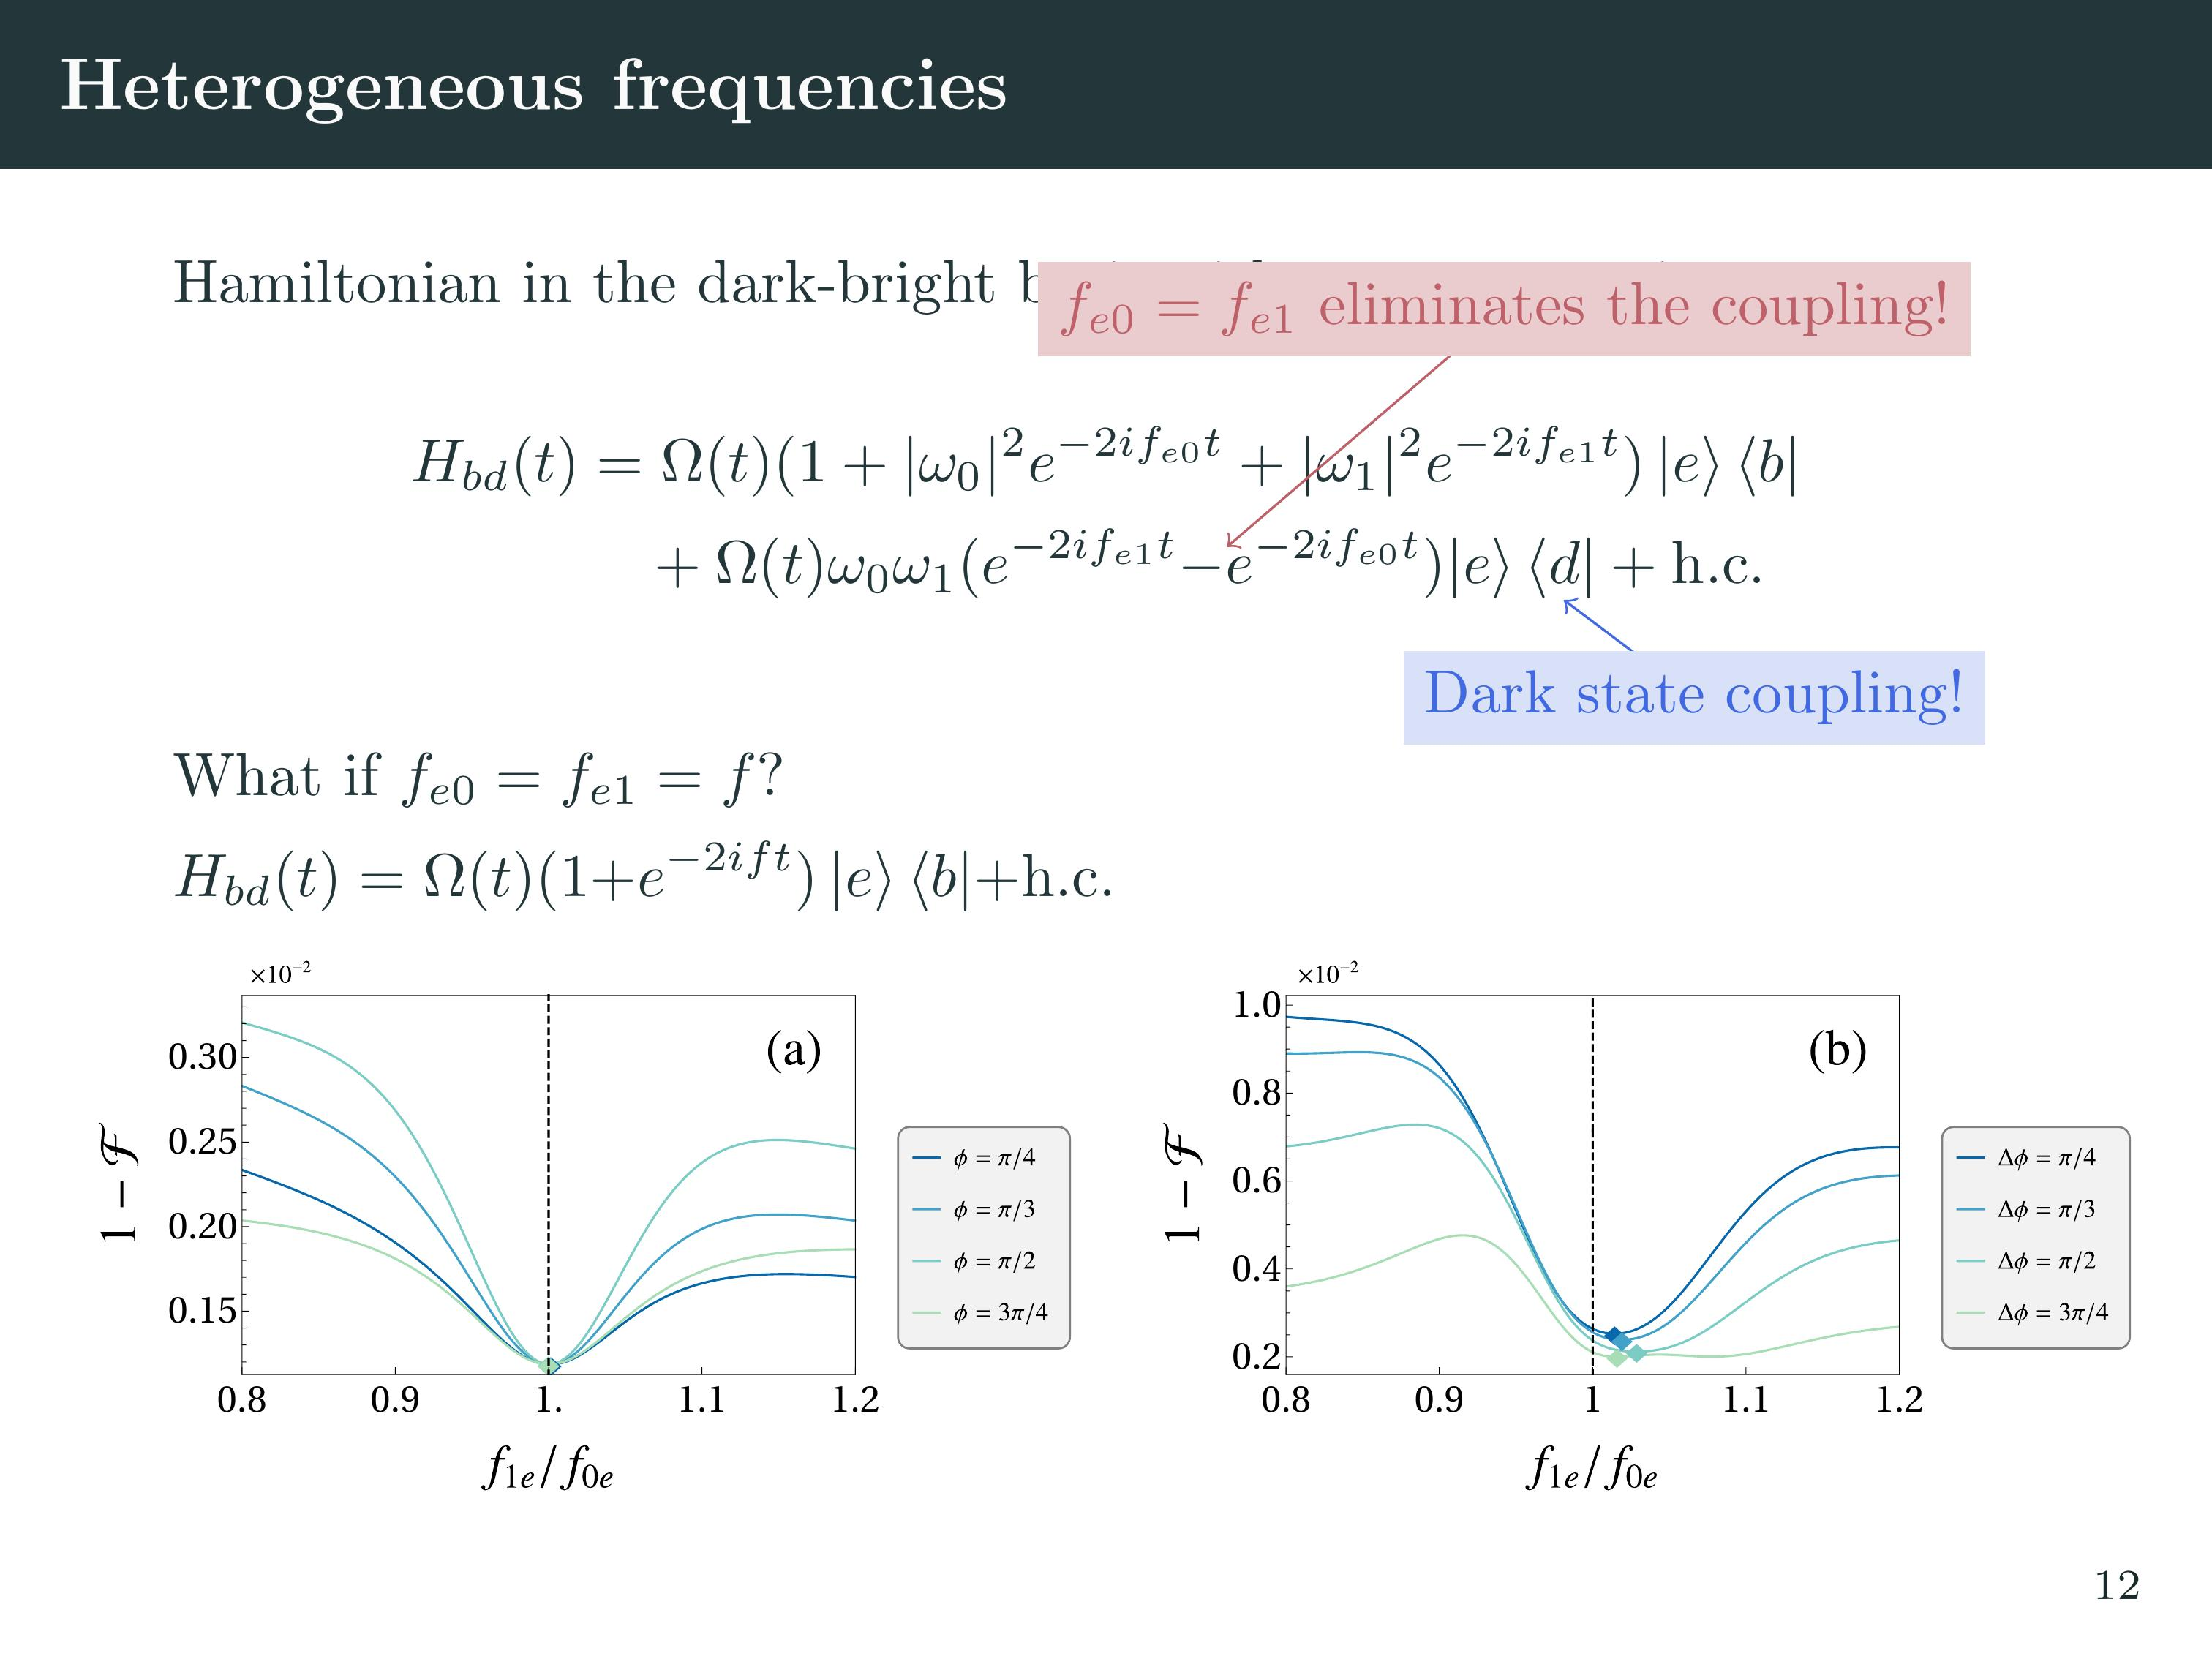 Heterogeneous frequencies
Hamiltonian in the dark-bright
f_{e0} = f_{e1} eliminates the coupling!
H_{bd}(t) = Ω(t)(1 + |ω_0|^2 e^{−2if_{e0}t} + |ω_1|^2 e^{−2if_{e1}t}) |e⟩ ⟨b|
+ Ω(t)ω_0ω_1(e^{−2if_{e1}t}−e^{−2if_{e0}t})|e⟩ ⟨d| + h.c.
Dark state coupling!
What if f_{e0} = f_{e1} = f?
H_{bd}(t) = Ω(t)(1+e^{−2ift}) |e⟩ ⟨b|+h.c.
×10^{−2}
(a)
0.30
0.25
0.20
0.15
1 − ℱ
0.8 0.9 1. 1.1 1.2
f_{1e}/f_{0e}
ϕ = π/4
ϕ = π/3
ϕ = π/2
ϕ = 3π/4
×10^{−2}
(b)
1.0
0.8
0.6
0.4
0.2
1 − ℱ
0.8 0.9 1 1.1 1.2
f_{1e}/f_{0e}
Δϕ = π/4
Δϕ = π/3
Δϕ = π/2
Δϕ = 3π/4
12